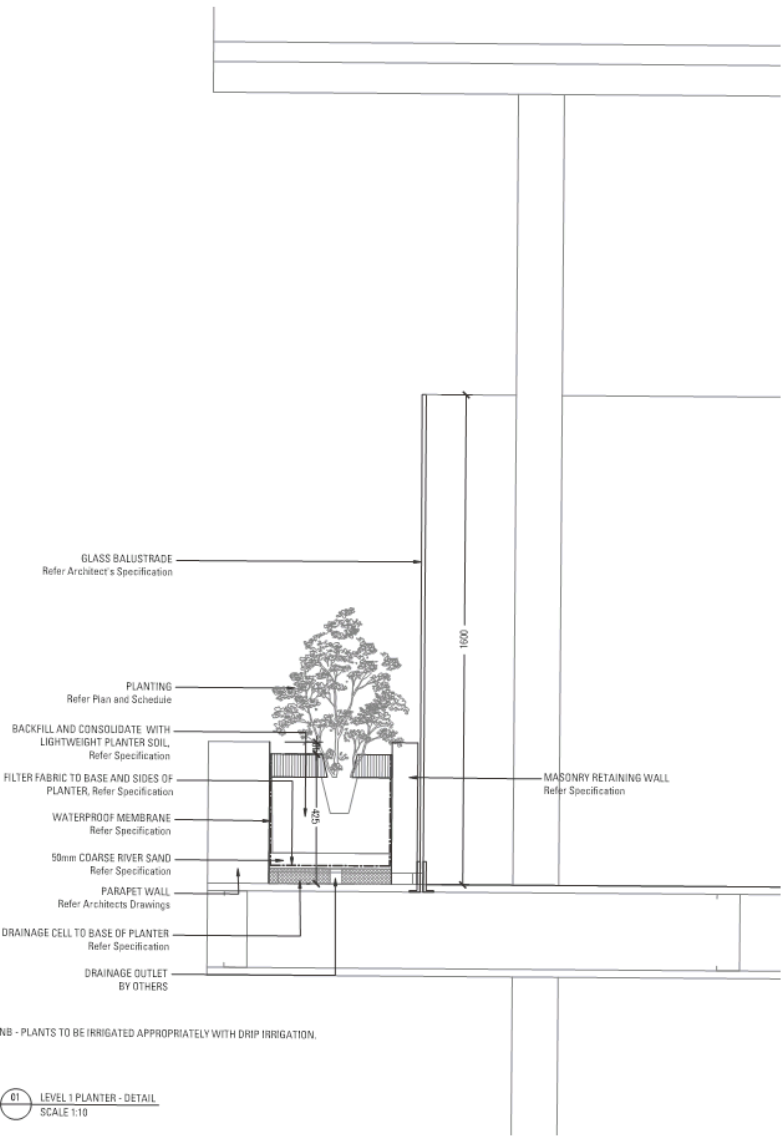 GLASS BALUSTRADE
Refer Architect's Specification
1600
PLANTING
Refer Plan and Schedule
BACKFILL AND CONSOLIDATE WITH
LIGHTWEIGHT PLANTER SOIL,
Refer Specification
FILTER FABRIC TO BASE AND SIDES OF
PLANTER, Refer Specification
MASONRY RETAINING WALL
Refer Specification
425
WATERPROOF MEMBRANE
Refer Specification
50mm COARSE RIVER SAND
Refer Specification
PARAPET WALL
Refer Architects Drawings
DRAINAGE CELL TO BASE OF PLANTER
Refer Specification
DRAINAGE OUTLET
BY OTHERS
NB - PLANTS TO BE IRRIGATED APPROPRIATELY WITH DRIP IRRIGATION.
01 LEVEL 1 PLANTER - DETAIL
SCALE 1:10